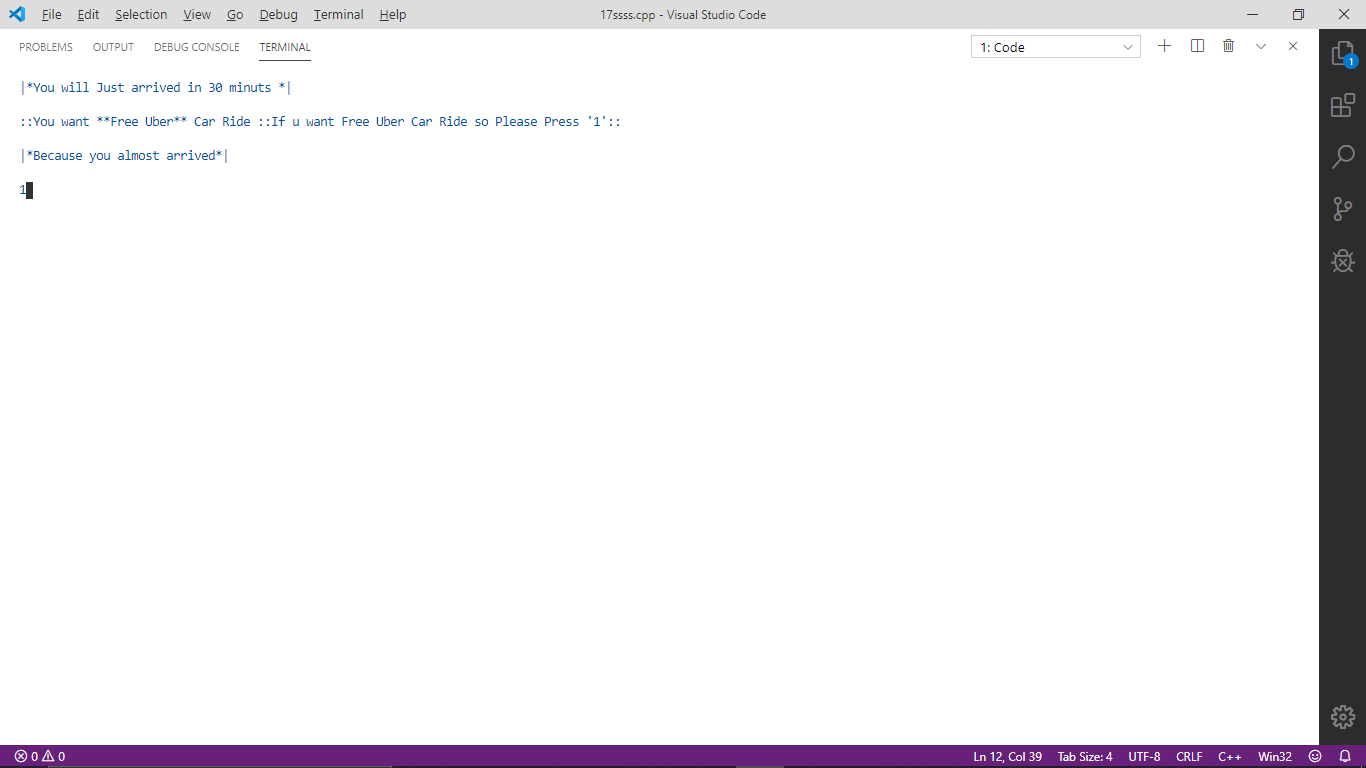 File Edit Selection View Go Debug Terminal Help 17ssss.cpp - Visual Studio Code
PROBLEMS OUTPUT DEBUG CONSOLE TERMINAL 1: Code
|*You will Just arrived in 30 minuts *|
::You want **Free Uber** Car Ride ::If u want Free Uber Car Ride so Please Press '1'::
|*Because you almost arrived*|
1
1
0 0 Ln 12, Col 39 Tab Size: 4 UTF-8 CRLF C++ Win32